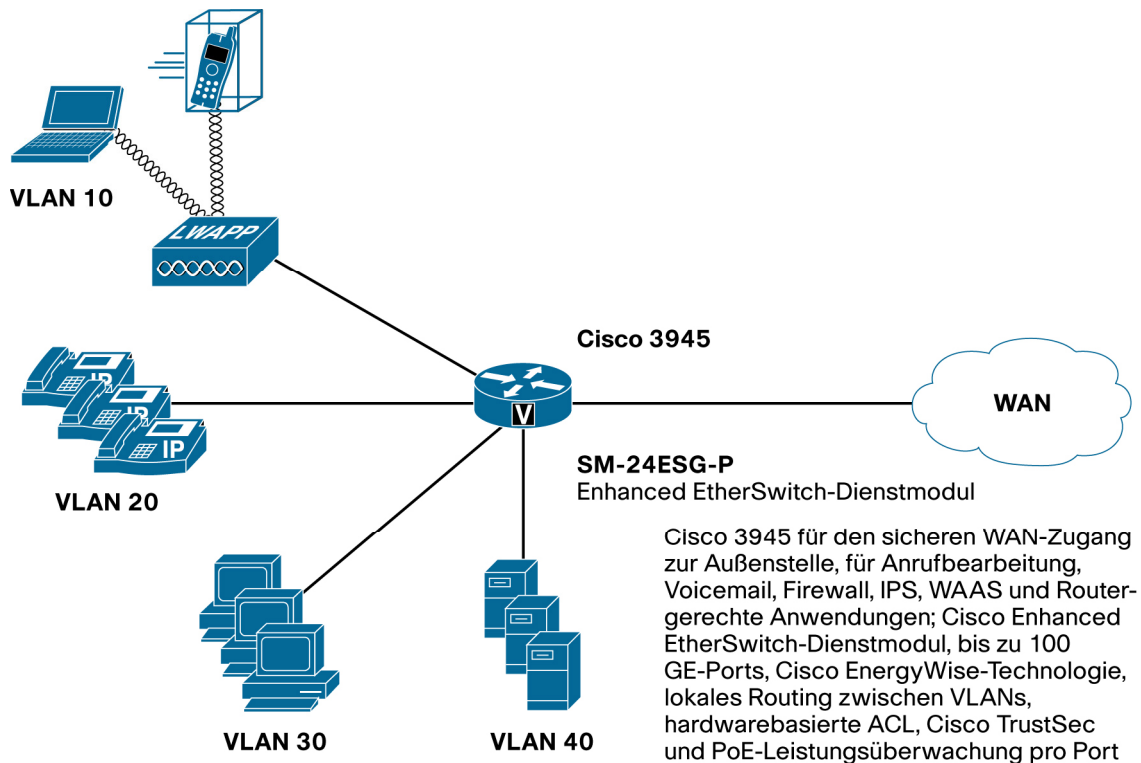 VLAN 10
LWAPP
Cisco 3945
IP
IP
IP
V
WAN
VLAN 20
SM-24ESG-P
Enhanced EtherSwitch-Dienstmodul
Cisco 3945 für den sicheren WAN-Zugang
zur Außenstelle, für Anrufbearbeitung,
Voicemail, Firewall, IPS, WAAS und Router-
gerechte Anwendungen; Cisco Enhanced
EtherSwitch-Dienstmodul, bis zu 100
GE-Ports, Cisco EnergyWise-Technologie,
lokales Routing zwischen VLANs,
hardwarebasierte ACL, Cisco TrustSec
und PoE-Leistungsüberwachung pro Port
VLAN 30
VLAN 40